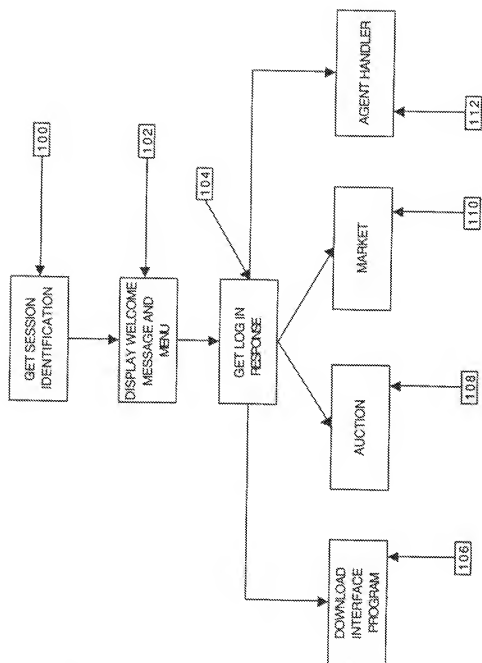 GET SESSION
IDENTIFICATION
100
DISPLAY WELCOME
MESSAGE AND
MENU
102
GET LOG IN
RESPONSE
104
DOWNLOAD
INTERFACE
PROGRAM
106
AUCTION
108
MARKET
110
AGENT HANDLER
112